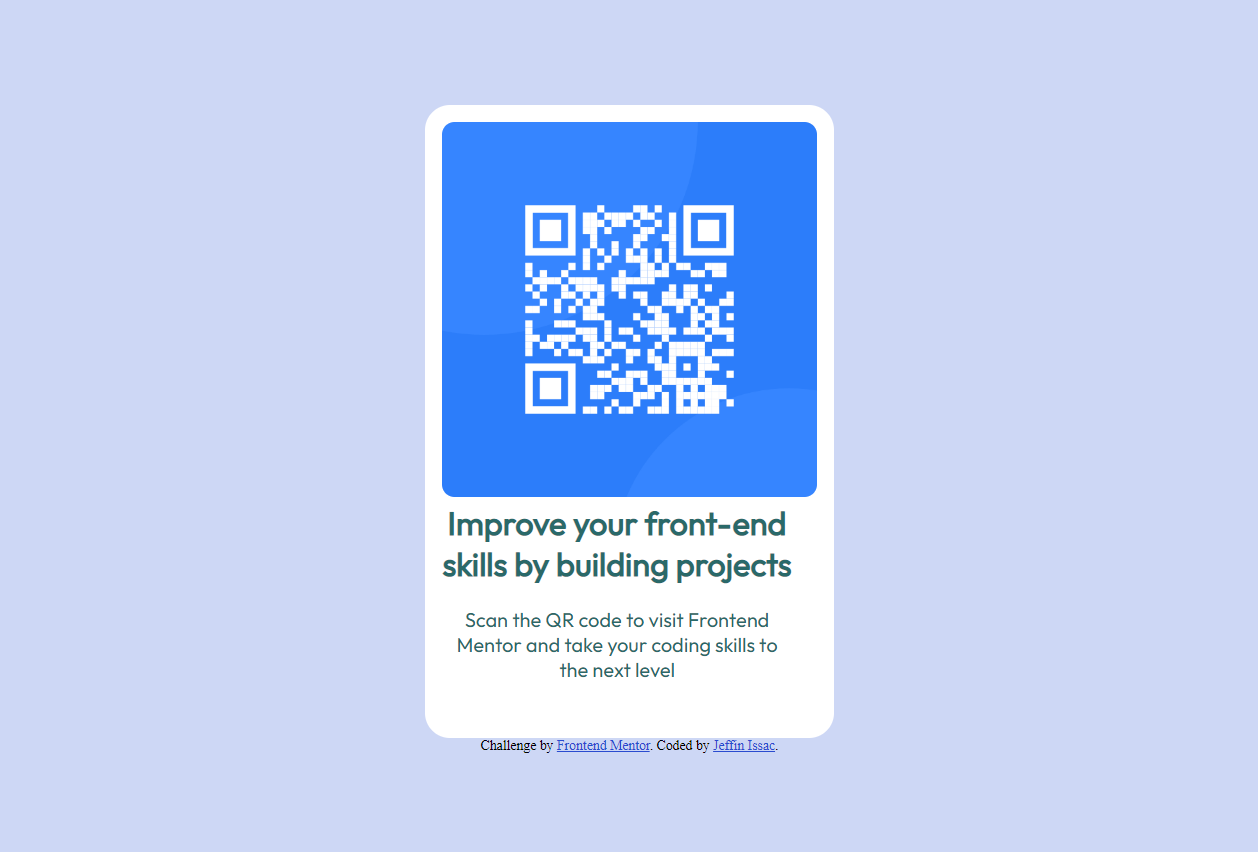 Improve your front-end
skills by building projects
Scan the QR code to visit Frontend
Mentor and take your coding skills to
the next level
Challenge by Frontend Mentor. Coded by Jeffin Issac.